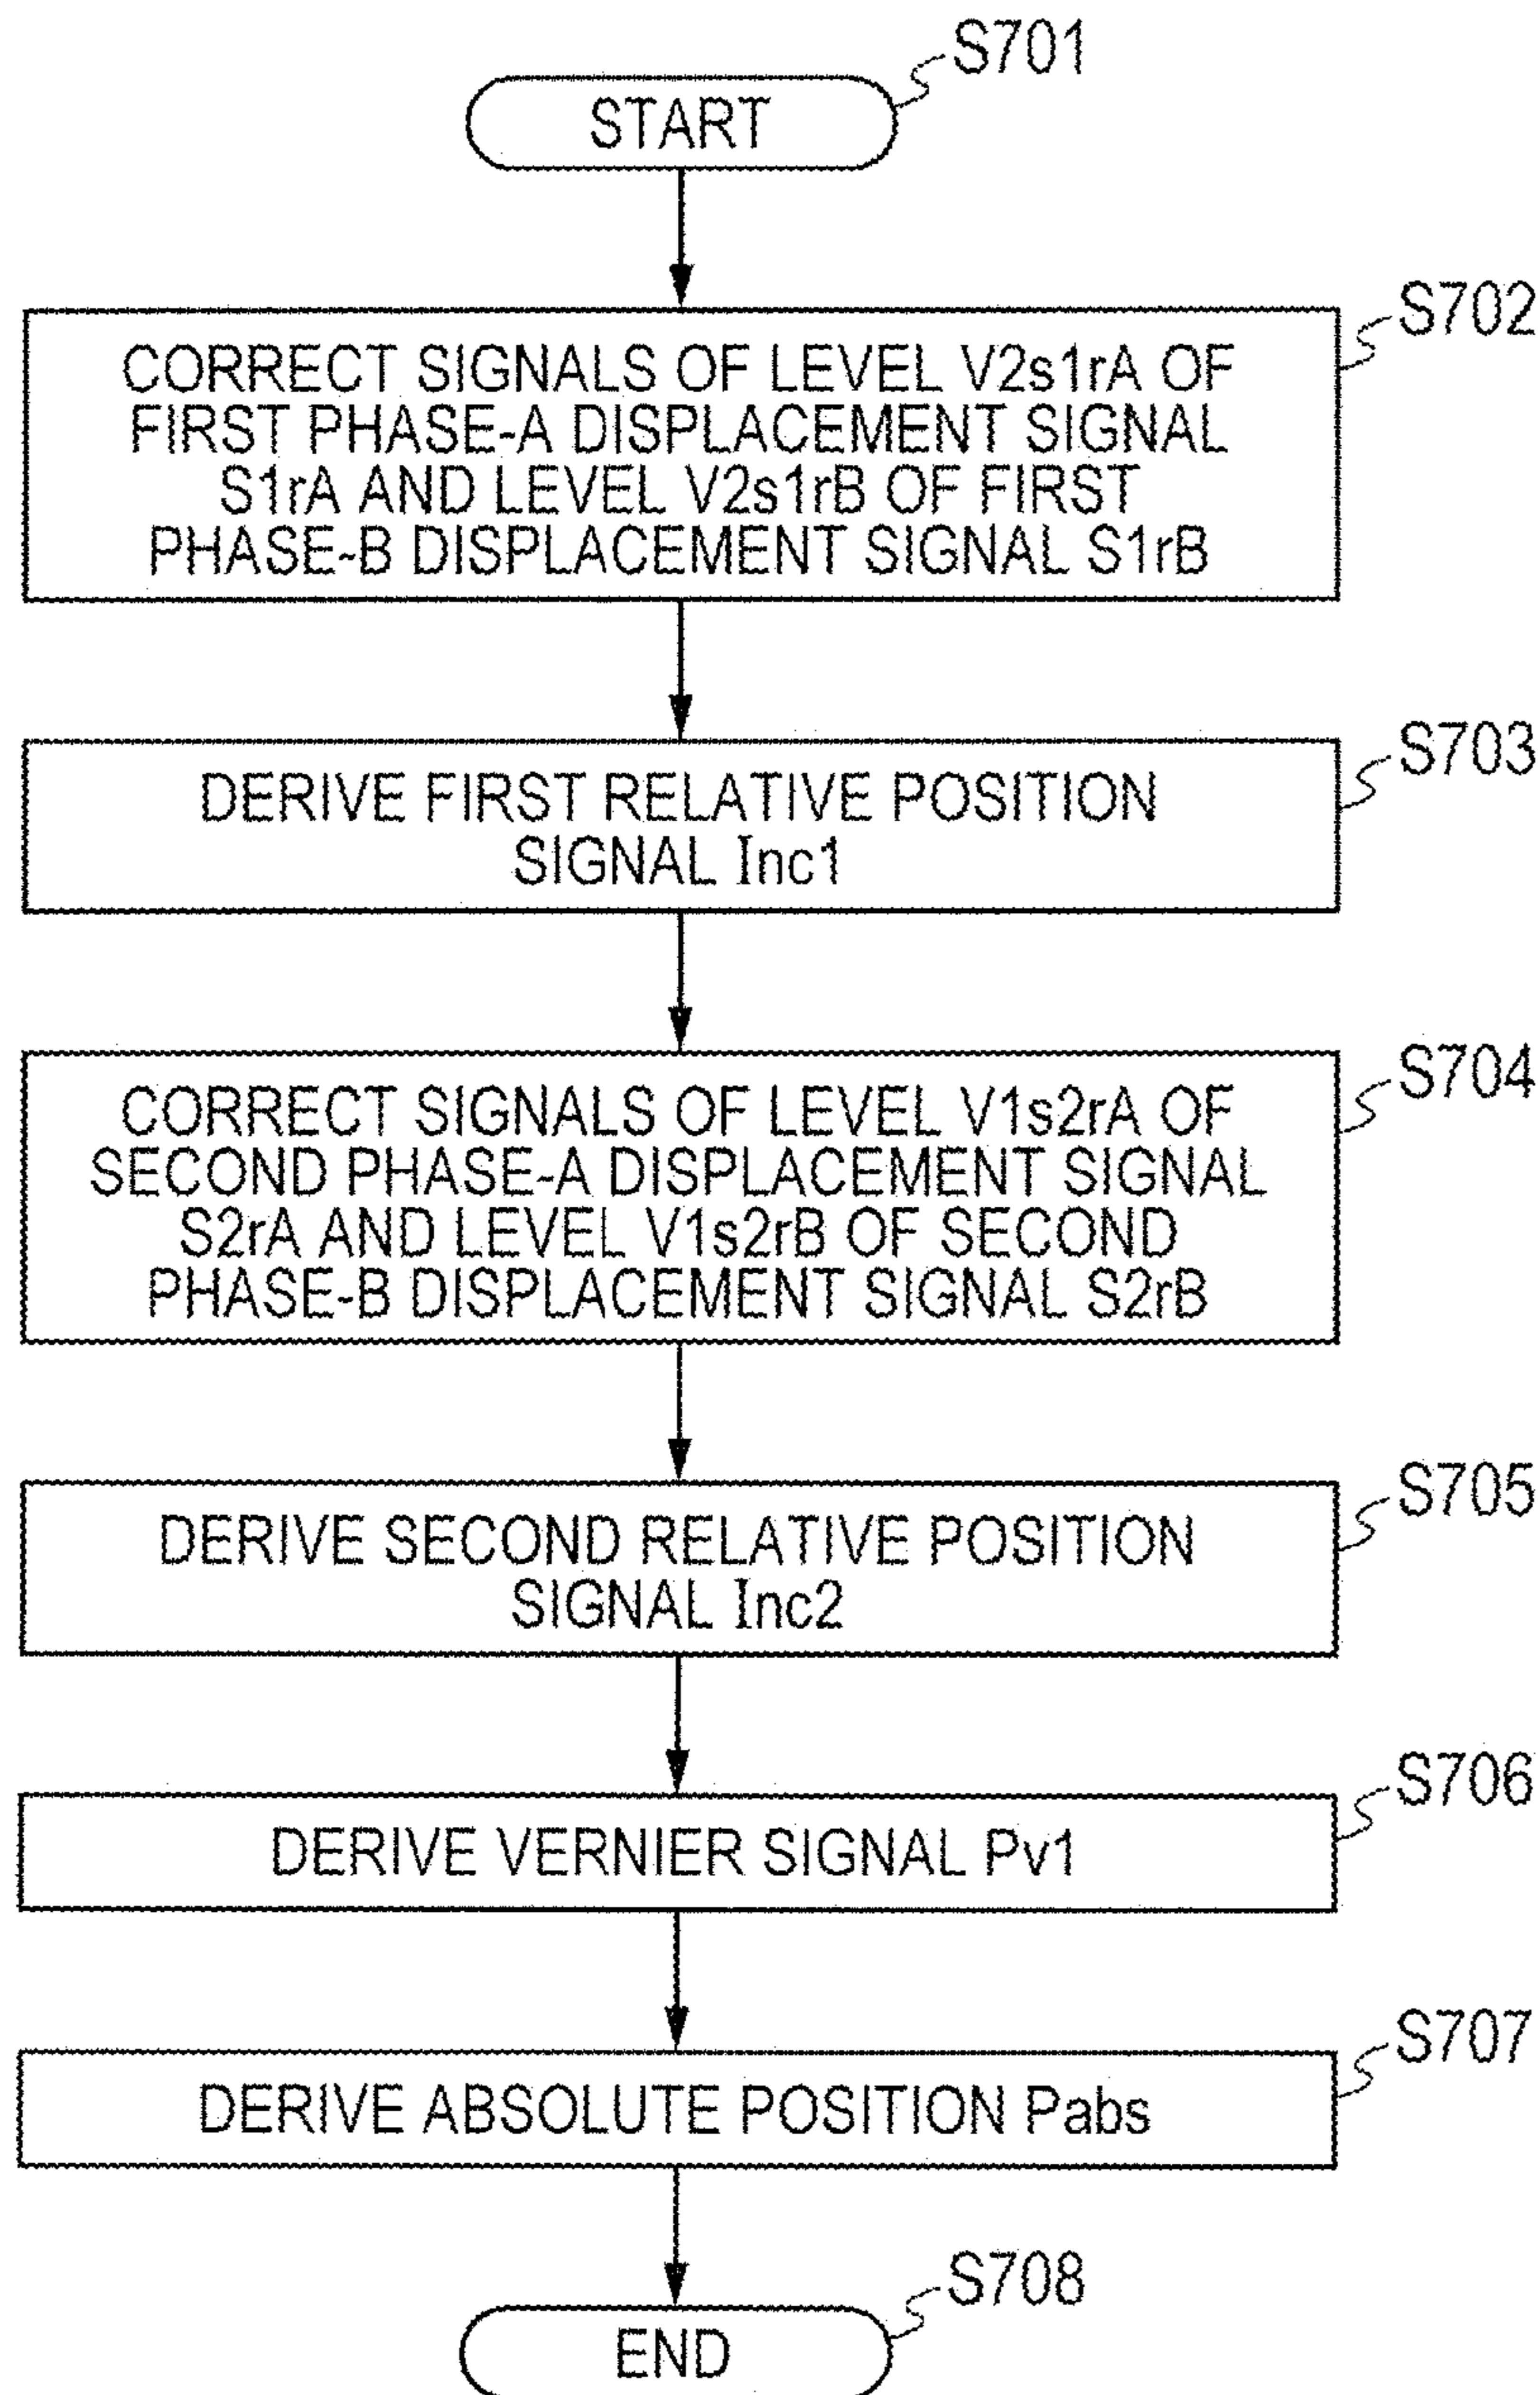 S701
START
S702
CORRECT SIGNALS OF LEVEL V2s1rA OF
FIRST PHASE-A DISPLACEMENT SIGNAL
S1rA AND LEVEL V2s1rB OF FIRST
PHASE-B DISPLACEMENT SIGNAL S1rB
S703
DERIVE FIRST RELATIVE POSITION
SIGNAL Inc1
S704
CORRECT SIGNALS OF LEVEL V1s2rA OF
SECOND PHASE-A DISPLACEMENT SIGNAL
S2rA AND LEVEL V1s2rB OF SECOND
PHASE-B DISPLACEMENT SIGNAL S2rB
S705
DERIVE SECOND RELATIVE POSITION
SIGNAL Inc2
S706
DERIVE VERNIER SIGNAL Pv1
S707
DERIVE ABSOLUTE POSITION Pabs
S708
END